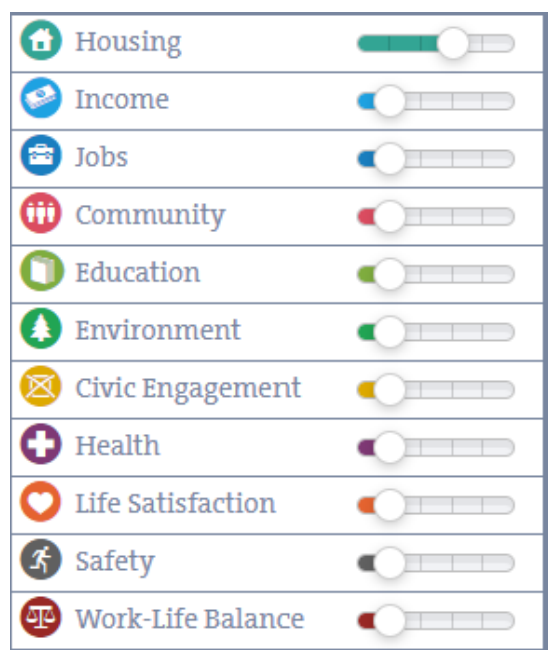 Housing
Income
Jobs
Community
Education
Environment
Civic Engagement
Health
Life Satisfaction
Safety
Work-Life Balance